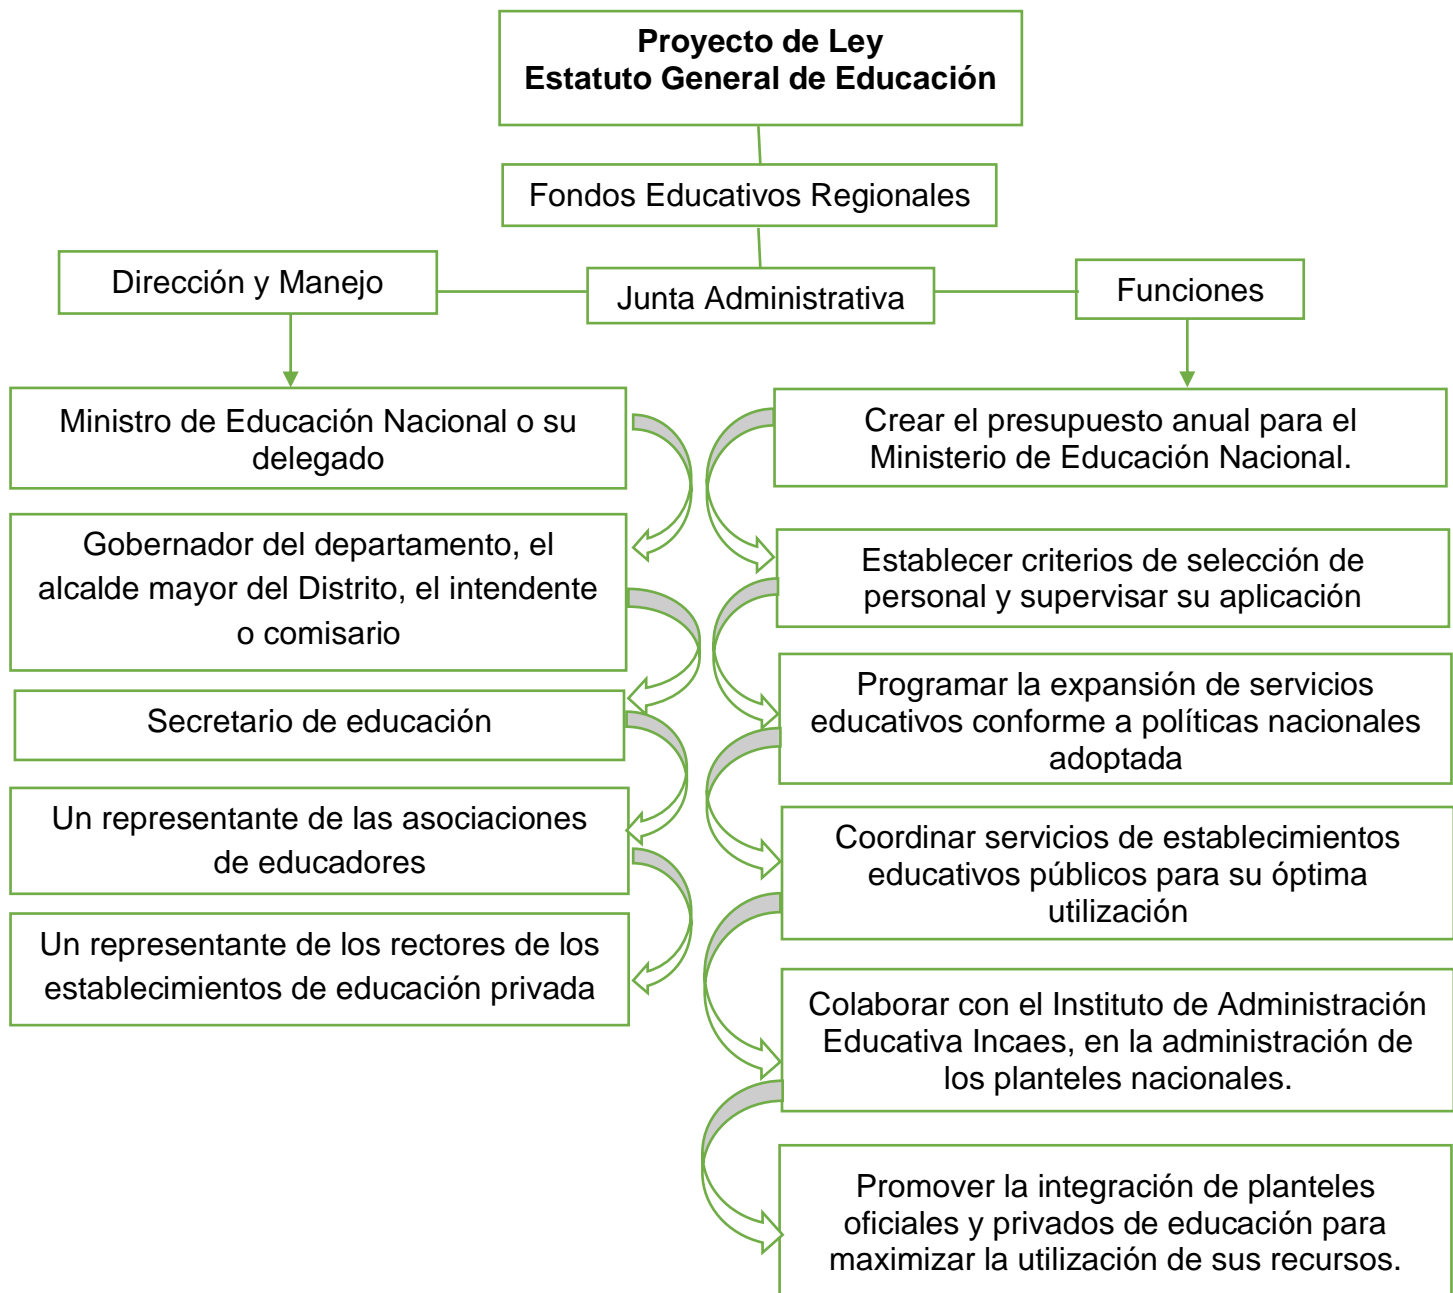 Proyecto de Ley
Estatuto General de Educación
Fondos Educativos Regionales
Dirección y Manejo
Junta Administrativa
Funciones
Ministro de Educación Nacional o su
delegado
Gobernador del departamento, el
alcalde mayor del Distrito, el intendente
o comisario
Secretario de educación
Un representante de las asociaciones
de educadores
Un representante de los rectores de los
establecimientos de educación privada
Crear el presupuesto anual para el
Ministerio de Educación Nacional.
Establecer criterios de selección de
personal y supervisar su aplicación
Programar la expansión de servicios
educativos conforme a políticas nacionales
adoptada
Coordinar servicios de establecimientos
educativos públicos para su óptima
utilización
Colaborar con el Instituto de Administración
Educativa Incaes, en la administración de
los planteles nacionales.
Promover la integración de planteles
oficiales y privados de educación para
maximizar la utilización de sus recursos.